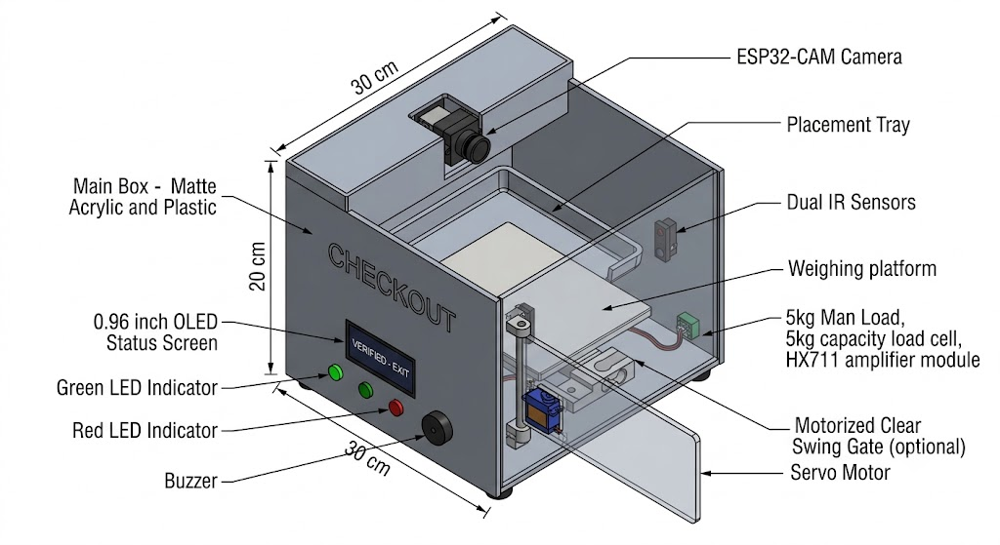 30 cm
ESP32-CAM Camera
Placement Tray
Main Box - Matte
Acrylic and Plastic
Dual IR Sensors
CHECKOUT
20 cm
Weighing platform
0.96 inch OLED
Status Screen
VERIFIED - EXIT
5kg Man Load,
5kg capacity load cell,
HX711 amplifier module
Green LED Indicator
Red LED Indicator
Motorized Clear
Swing Gate (optional)
Buzzer
30 cm
Servo Motor